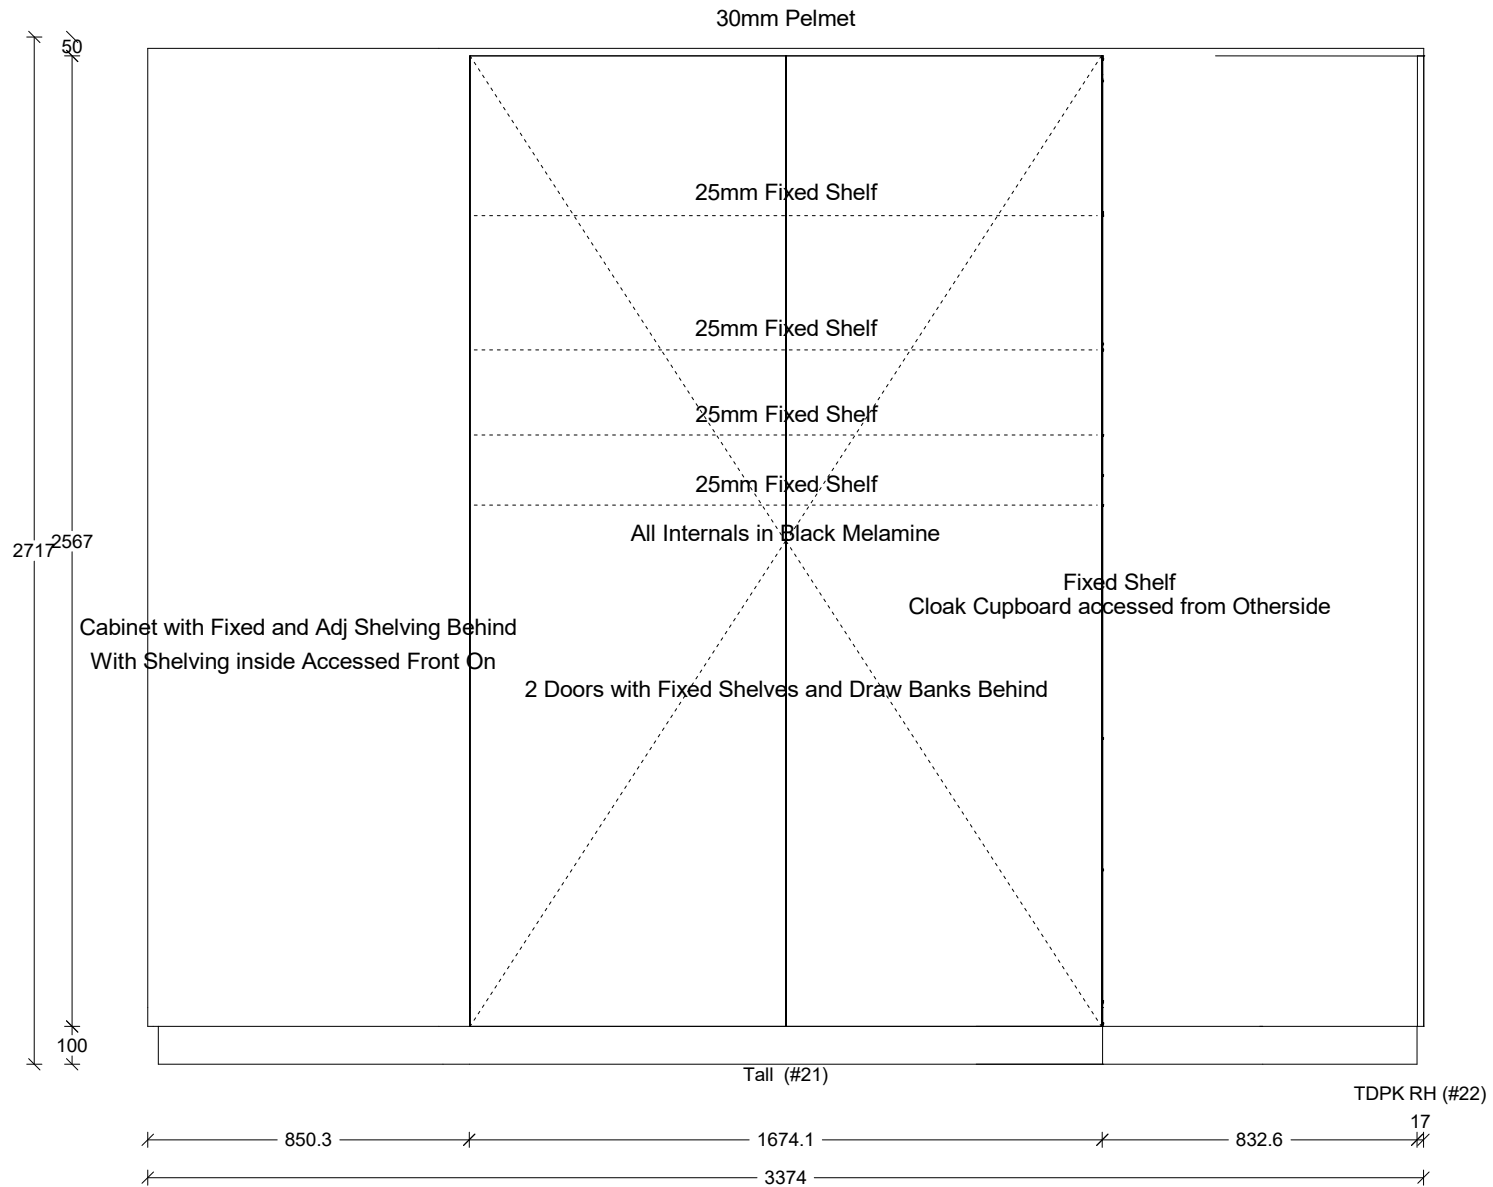 30mm Pelmet
50
25mm Fixed Shelf
25mm Fixed Shelf
25mm Fixed Shelf
25mm Fixed Shelf
All Internals in Black Melamine
2717
2567
Fixed Shelf
Cloak Cupboard accessed from Otherside
Cabinet with Fixed and Adj Shelving Behind
With Shelving inside Accessed Front On
2 Doors with Fixed Shelves and Draw Banks Behind
100
Tall (#21)
TDPK RH (#22)
17
850.3
1674.1
832.6
3374